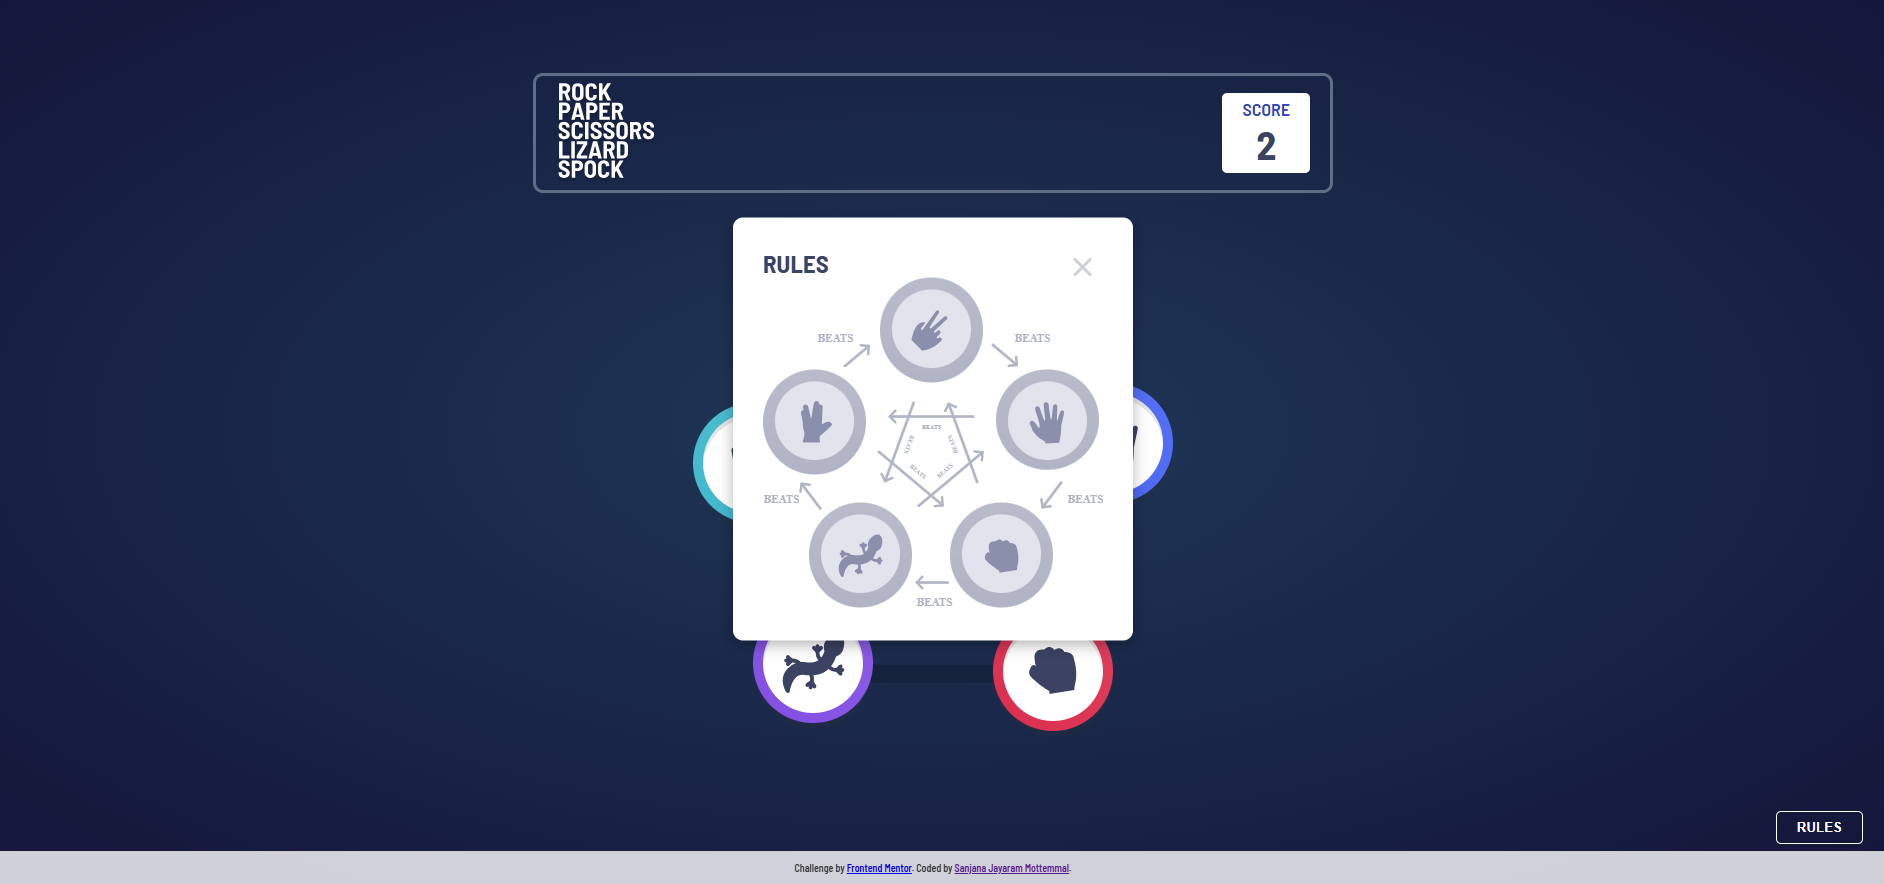 ROCK
PAPER
SCISSORS
LIZARD
SPOCK
SCORE
2
RULES
BEATS
BEATS
BEATS
BEATS
BEATS
BEATS
BEATS
BEATS
BEATS
BEATS
RULES
Challenge by Frontend Mentor. Coded by Sanjana Jayaram Mottemmal.